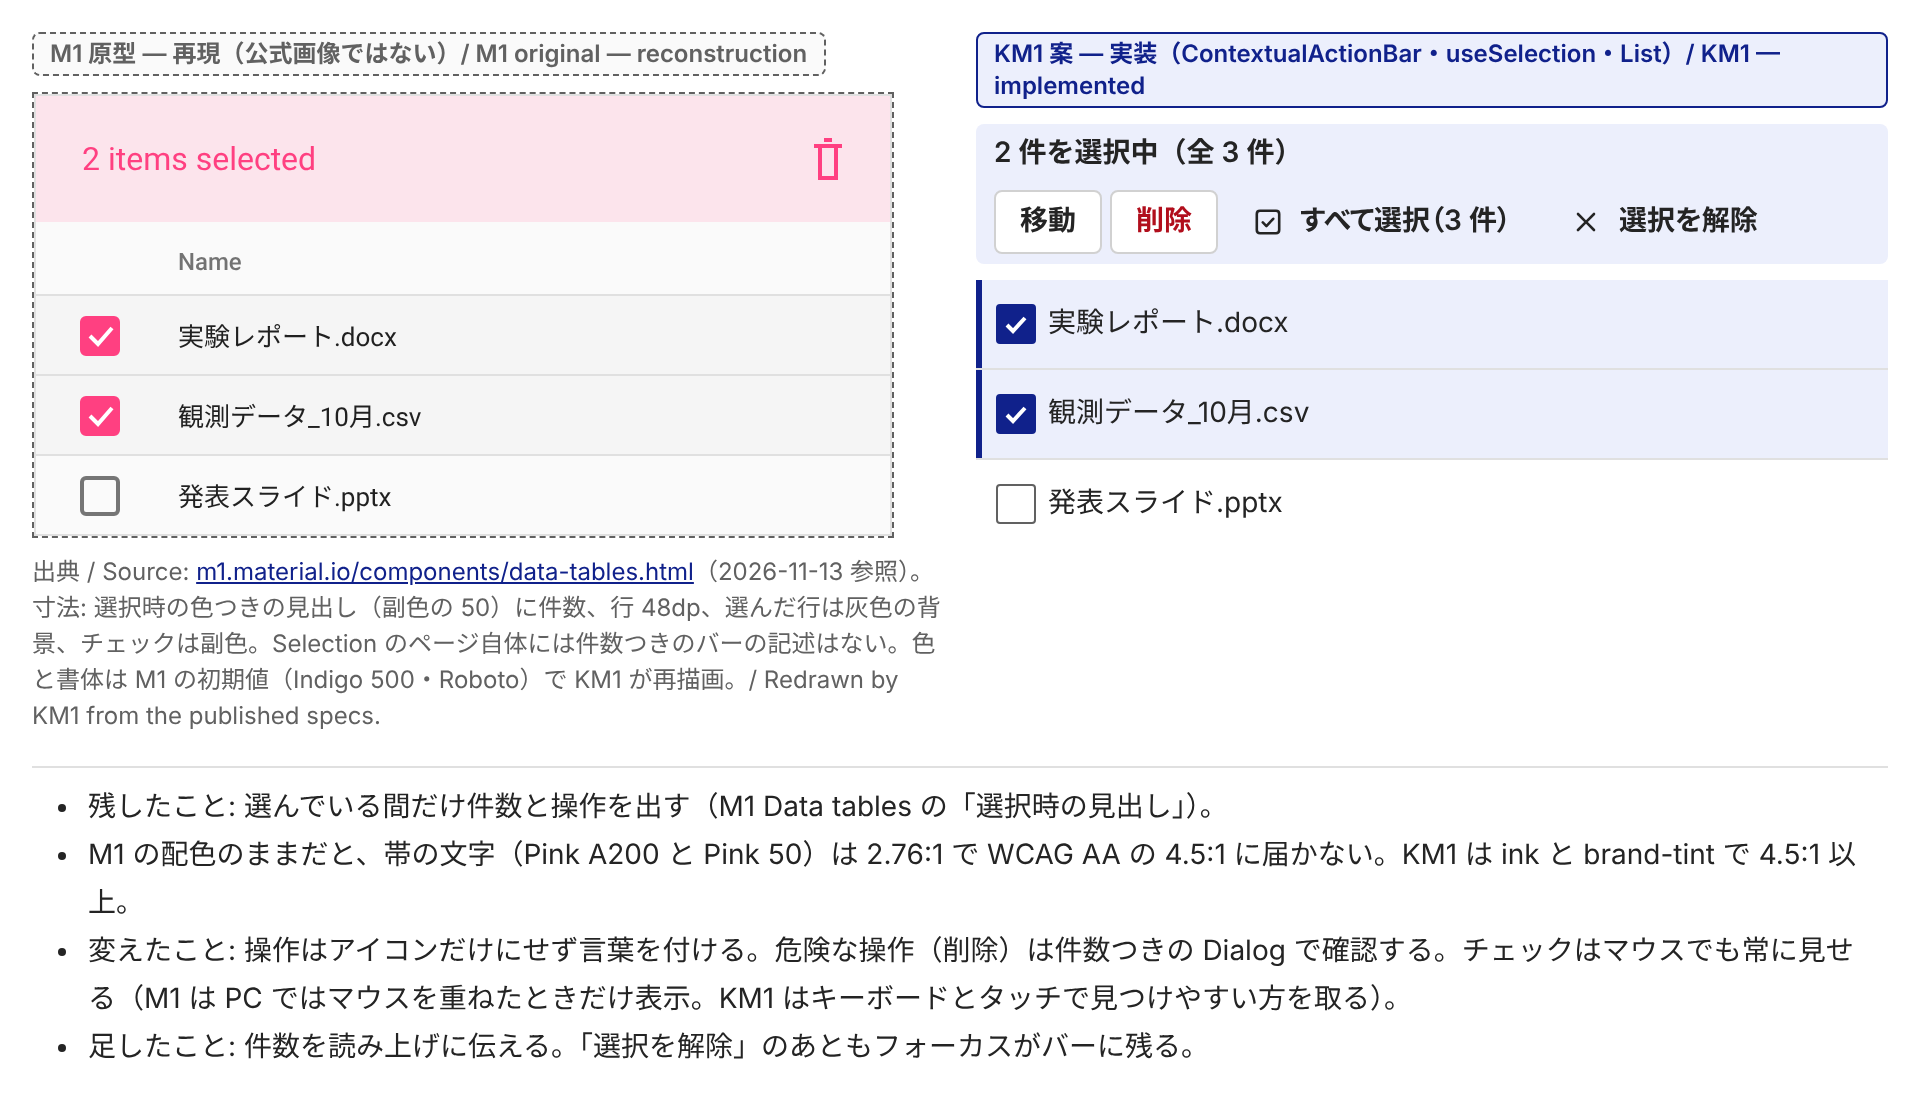 M1 原型 — 再現（公式画像ではない）/ M1 original — reconstruction
2 items selected
Name
実験レポート.docx
観測データ_10月.csv
発表スライド.pptx
出典 / Source: m1.material.io/components/data-tables.html（2026-11-13 参照）。
寸法: 選択時の色つきの見出し（副色の 50）に件数、行 48dp、選んだ行は灰色の背
景、チェックは副色。Selection のページ自体には件数つきのバーの記述はない。色
と書体は M1 の初期値（Indigo 500・Roboto）で KM1 が再描画。/ Redrawn by
KM1 from the published specs.
KM1 案 — 実装（ContextualActionBar・useSelection・List）/ KM1 —
implemented
2 件を選択中（全 3 件）
移動 削除 すべて選択（3 件） 選択を解除
実験レポート.docx
観測データ_10月.csv
発表スライド.pptx
• 残したこと: 選んでいる間だけ件数と操作を出す（M1 Data tables の「選択時の見出し」）。
• M1 の配色のままだと、帯の文字（Pink A200 と Pink 50）は 2.76:1 で WCAG AA の 4.5:1 に届かない。KM1 は ink と brand-tint で 4.5:1 以
上。
• 変えたこと: 操作はアイコンだけにせず言葉を付ける。危険な操作（削除）は件数つきの Dialog で確認する。チェックはマウスでも常に見せ
る（M1 は PC ではマウスを重ねたときだけ表示。KM1 はキーボードとタッチで見つけやすい方を取る）。
• 足したこと: 件数を読み上げに伝える。「選択を解除」のあともフォーカスがバーに残る。